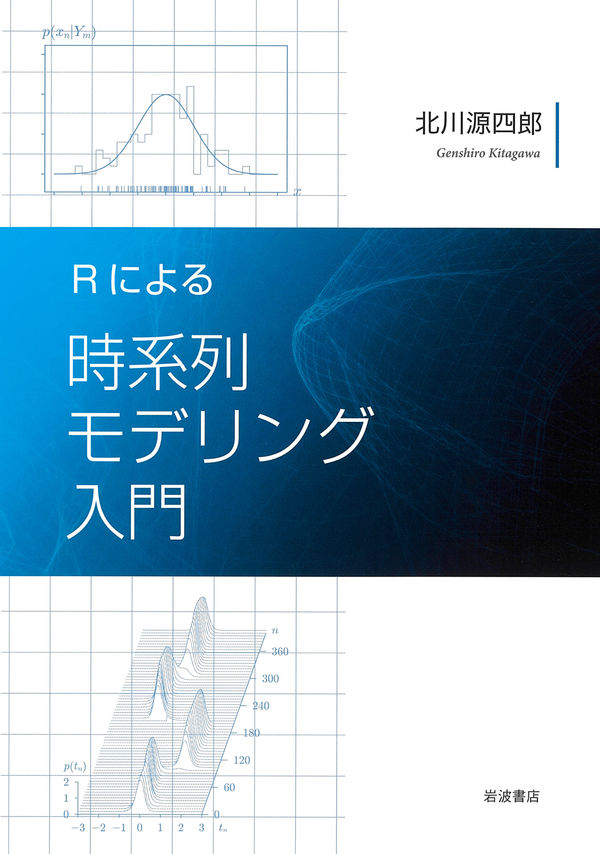 p(xₙ|Yₘ)
x
北川源四郎
Genshiro Kitagawa
Rによる
時系列
モデリング
入門
n
360
300
240
180
120
60
0
p(tₙ)
2
1
0
−3 −2 −1 0 1 2 3 tₙ
岩波書店